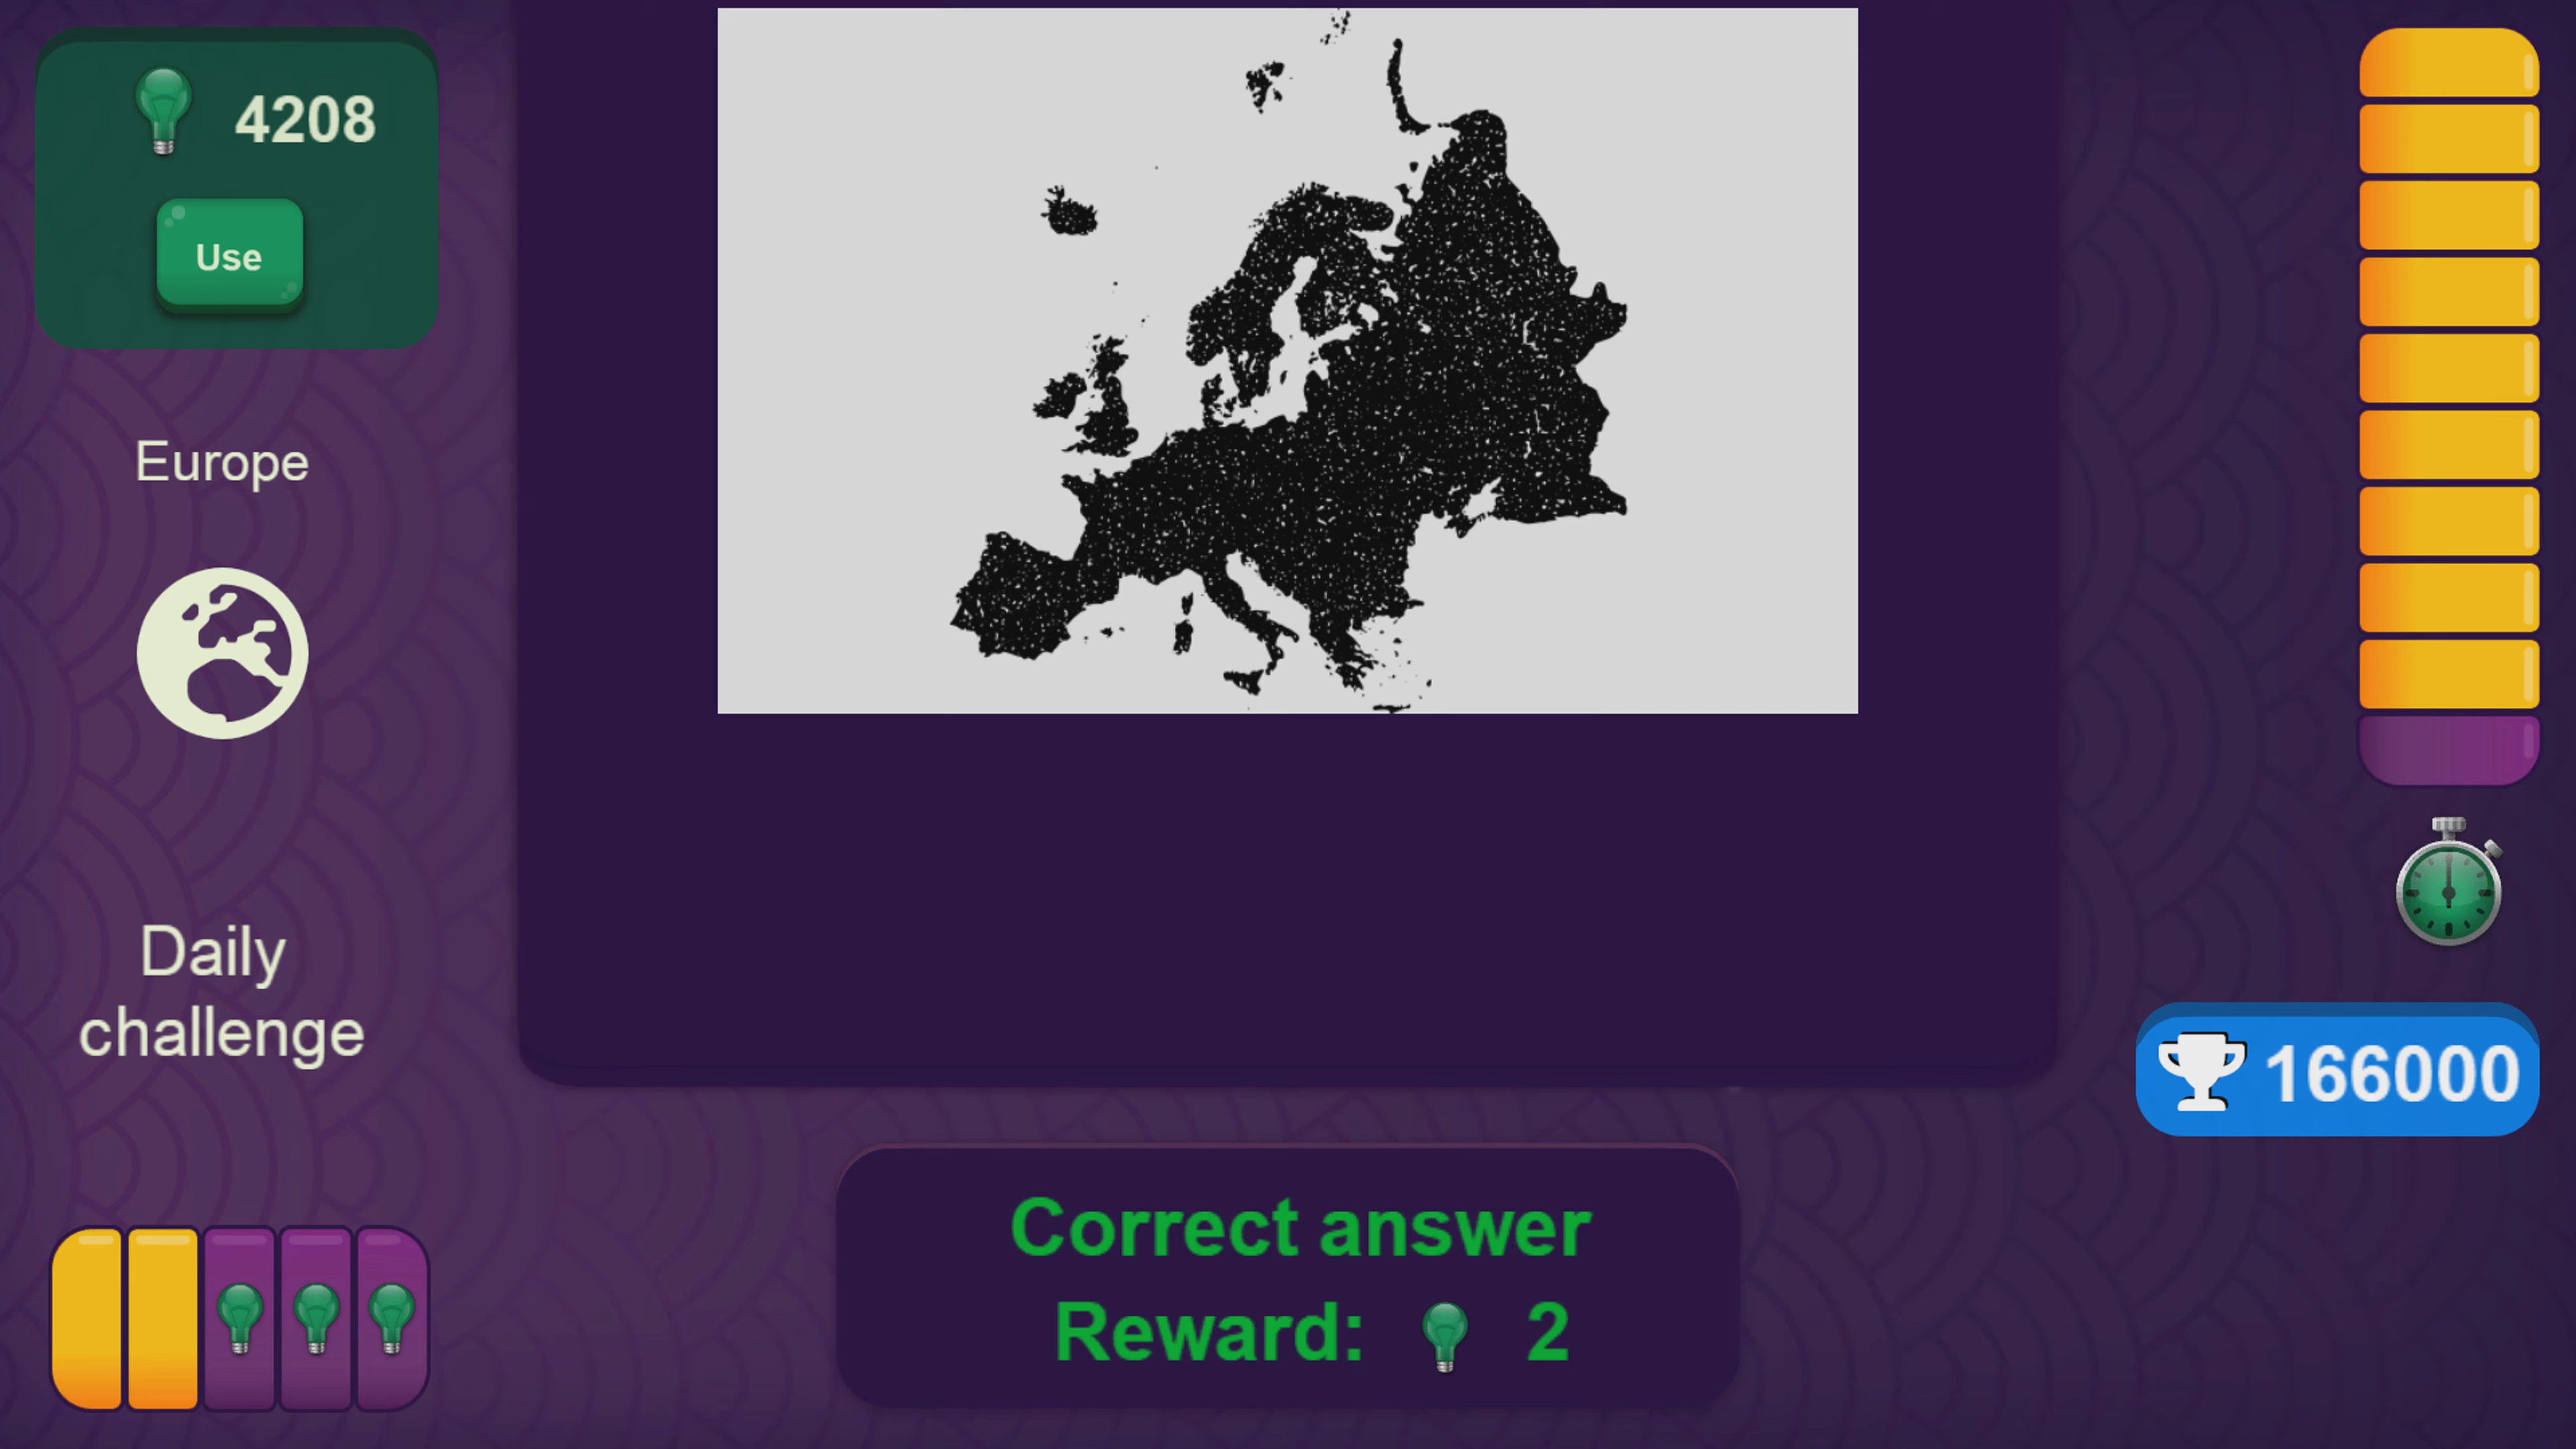 4208
Use
Europe
Daily
challenge
166000
Correct answer
Reward: 2